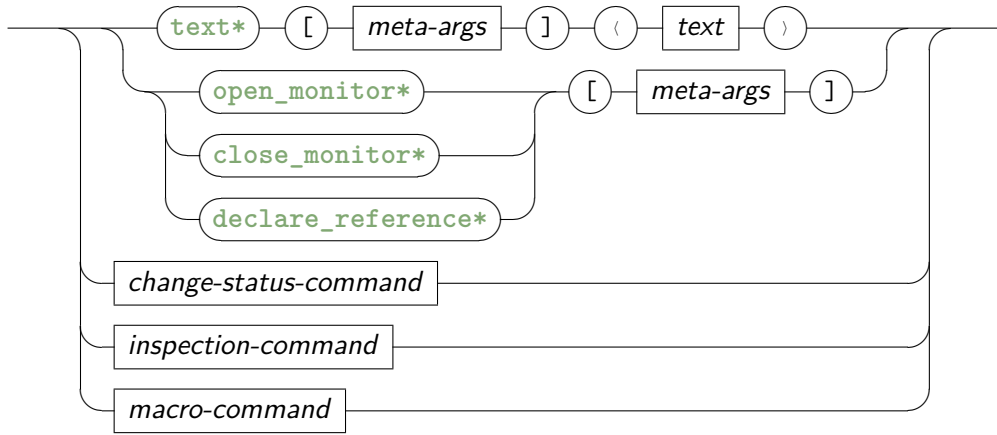 text* [ meta-args ] ‹ text ›
open_monitor* [ meta-args ]
close_monitor*
declare_reference*
change-status-command
inspection-command
macro-command